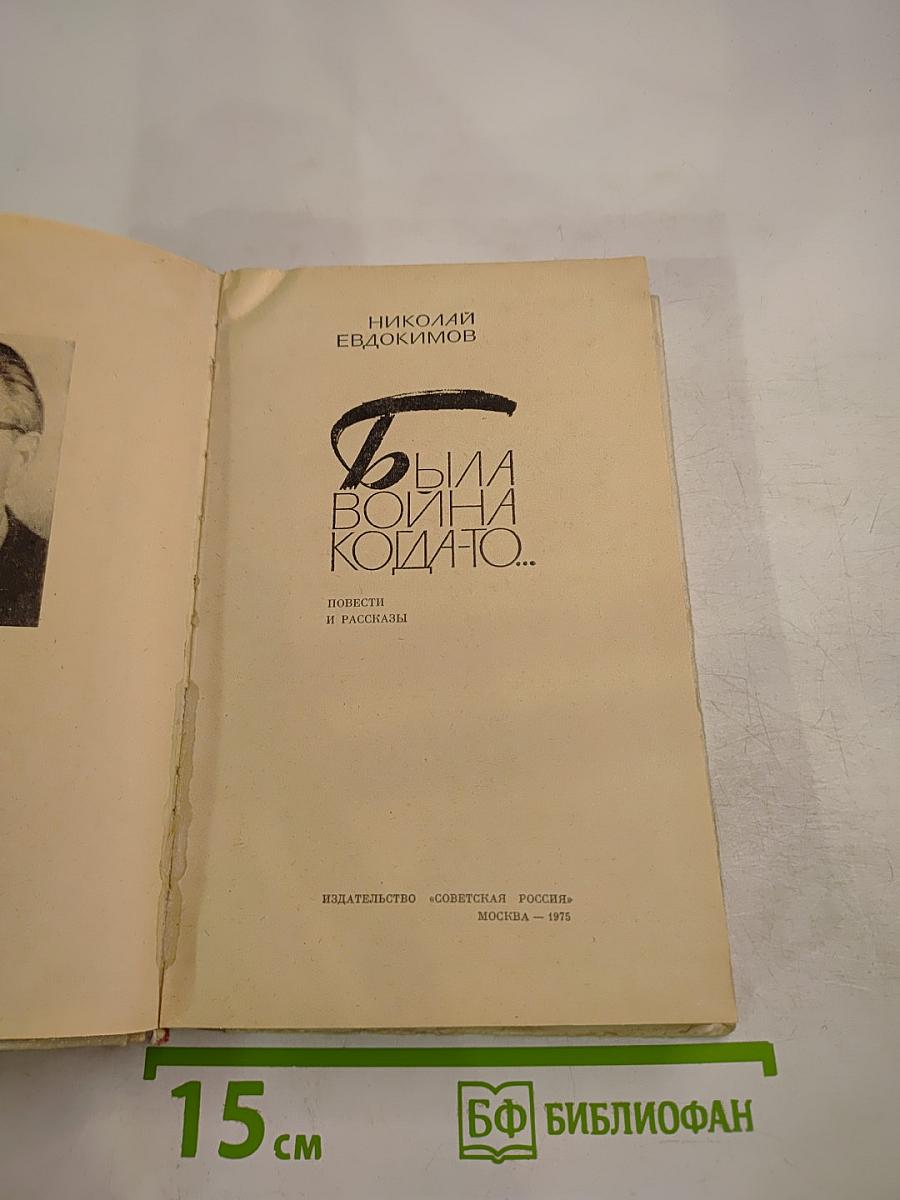 НИКОЛАЙ
ЕВДОКИМОВ
БЫЛА
ВОЙНА
КОГДА-ТО...
ПОВЕСТИ
И РАССКАЗЫ
ИЗДАТЕЛЬСТВО «СОВЕТСКАЯ РОССИЯ»
МОСКВА — 1975
15 см
БФ БИБЛИОФАН